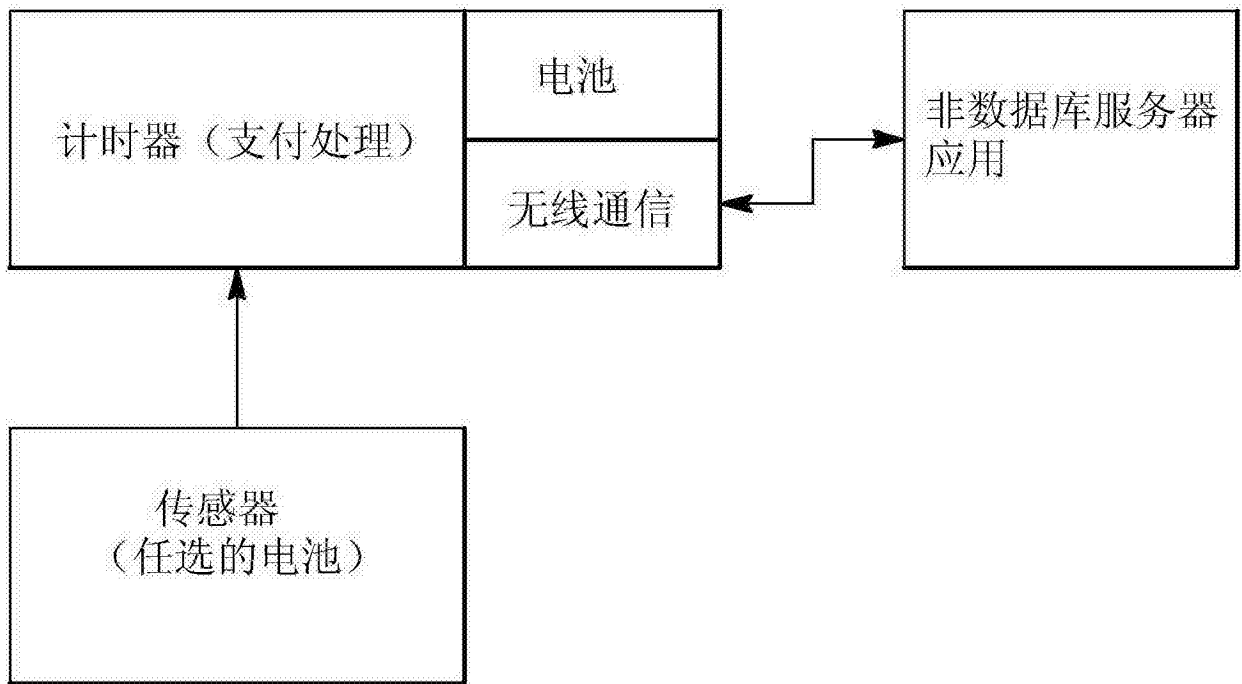 计时器（支付处理）
电池
无线通信
非数据库服务器
应用
传感器
（任选的电池）